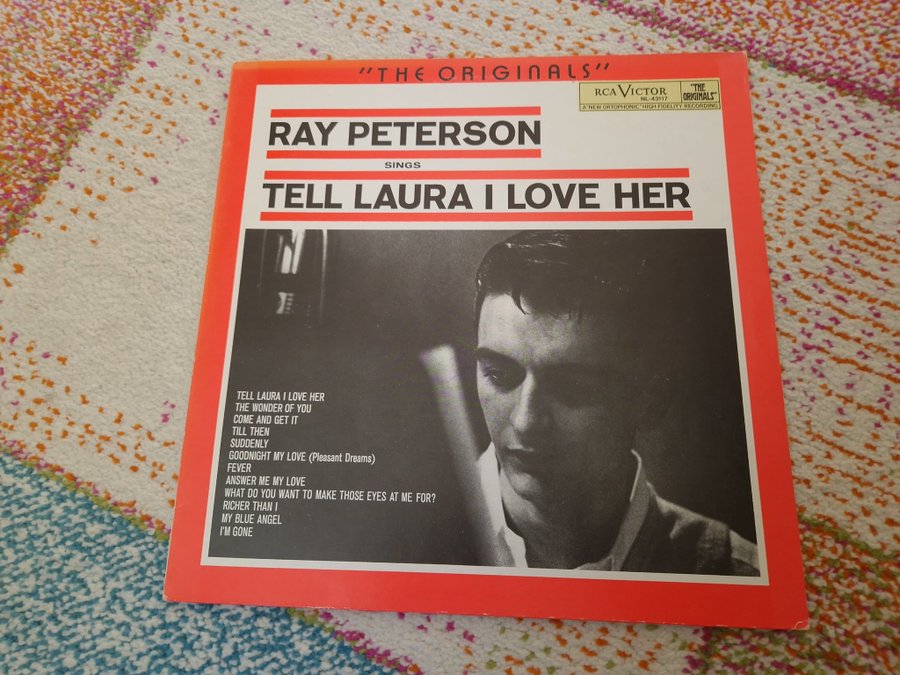 "THE ORIGINALS"
RCA VICTOR
NL-43117
"THE
ORIGINALS"
A "NEW ORTOPHONIC" HIGH FIDELITY RECORDING
RAY PETERSON
SINGS
TELL LAURA I LOVE HER
TELL LAURA I LOVE HER
THE WONDER OF YOU
COME AND GET IT
TILL THEN
SUDDENLY
GOODNIGHT MY LOVE (Pleasant Dreams)
FEVER
ANSWER ME MY LOVE
WHAT DO YOU WANT TO MAKE THOSE EYES AT ME FOR?
RICHER THAN I
MY BLUE ANGEL
I'M GONE